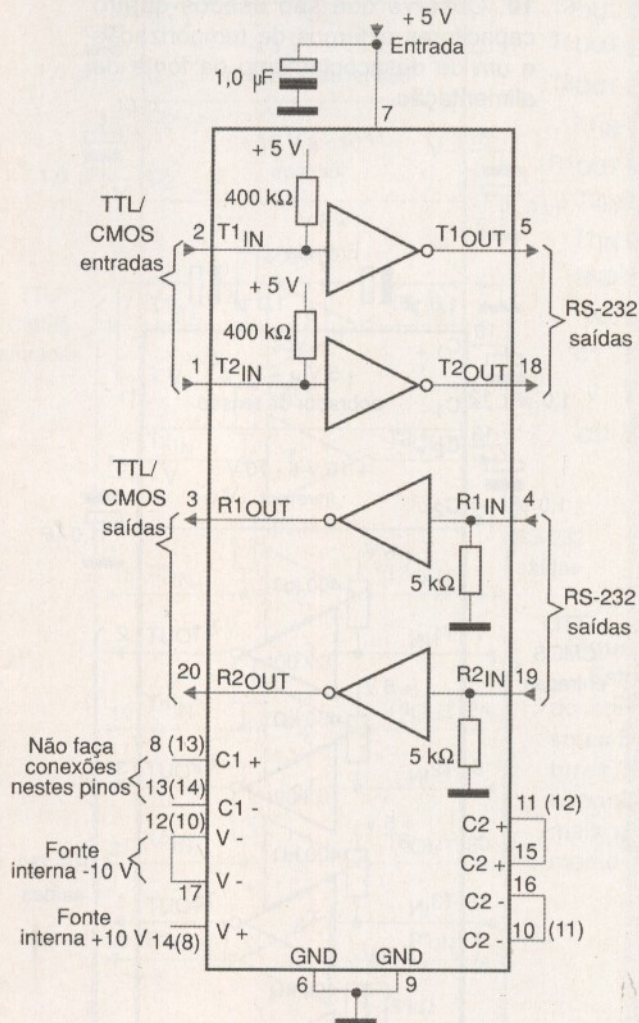 + 5 V
Entrada
1,0 µF
7
+ 5 V
400 kΩ
TTL/
CMOS
entradas
2 T1IN
T1OUT 5
+ 5 V
400 kΩ
RS-232
saídas
1 T2IN
T2OUT 18
TTL/
CMOS
saídas
3 R1OUT
R1IN 4
5 kΩ
RS-232
saídas
20 R2OUT
R2IN 19
5 kΩ
Não faça
conexões
nestes pinos
8 (13)
C1 +
13(14)
C1 -
12(10)
V -
Fonte
interna -10 V
17
V -
Fonte
interna +10 V
14(8)
V +
11 (12)
C2 +
15
C2 +
16
C2 -
10 (11)
C2 -
GND GND
6 9